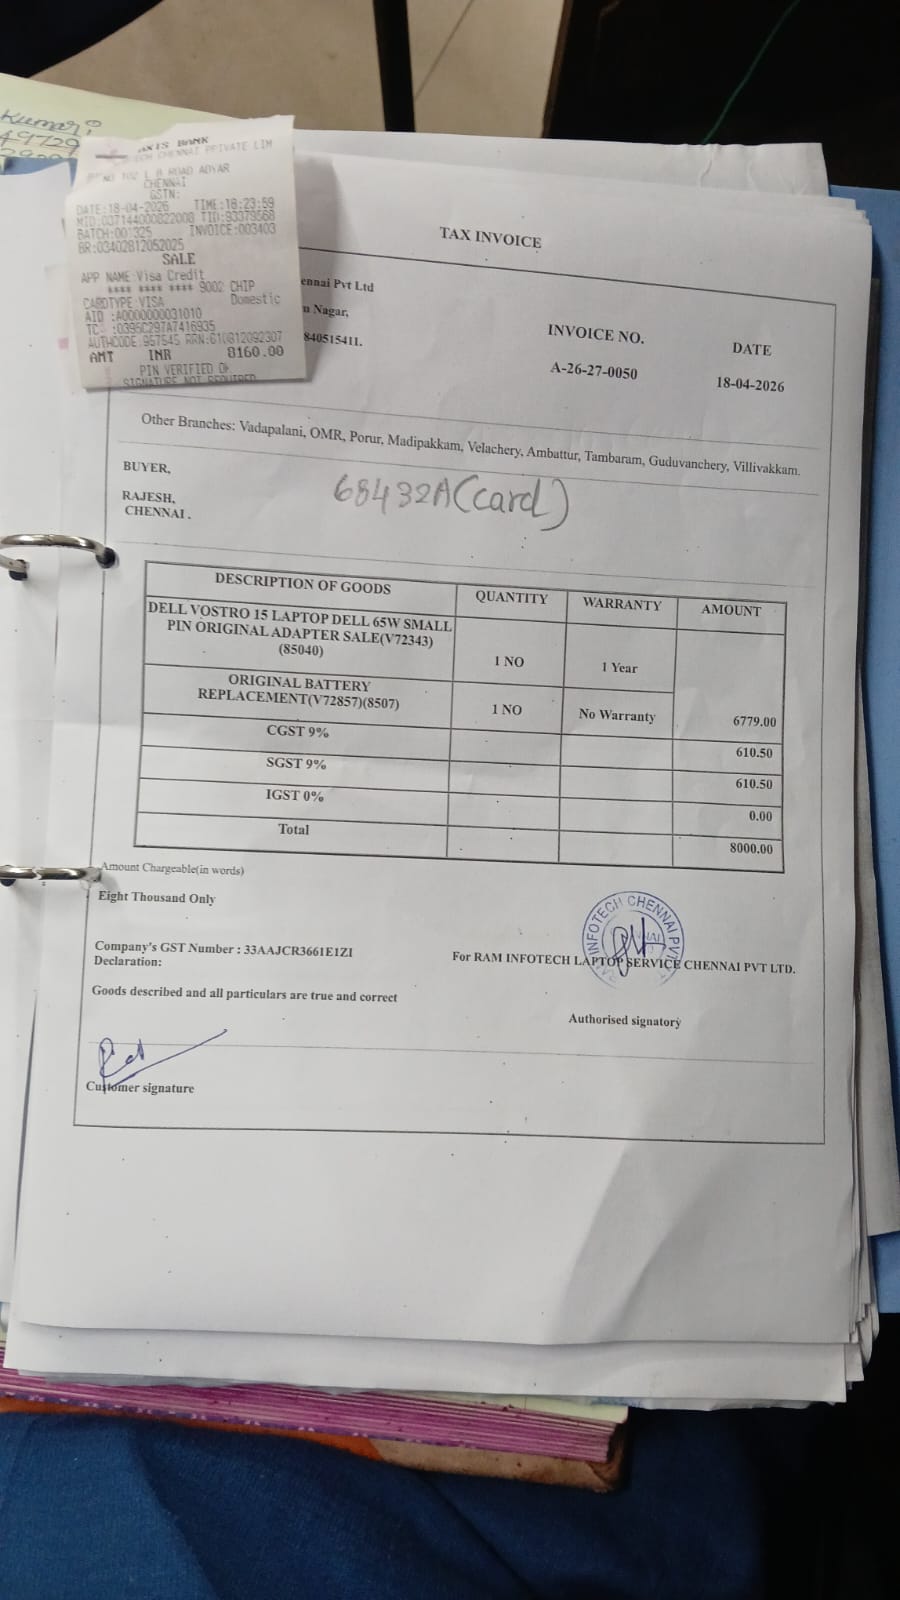 Kumari
49729
AXIS BANK
TECH CHENNAI PRIVATE LIM
NO 102 L B ROAD ADYAR
CHENNAI
GSTN:
DATE:18-04-2026 TIME:18:23:59
MID:037144000822008 TID:93379568
BATCH:001325 INVOICE:003403
BR:03402812052025
SALE
APP NAME:Visa Credit
**** **** **** 9002 CHIP
CARDTYPE:VISA Domestic
AID :A0000000031010
TC :0396C297A7416935
AUTHCODE:957545 RRN:610812092307
AMT INR 8160.00
PIN VERIFIED OK
SIGNATURE NOT REQUIRED
TAX INVOICE
ennai Pvt Ltd
Nagar,
840515411.
INVOICE NO. DATE
A-26-27-0050 18-04-2026
Other Branches: Vadapalani, OMR, Porur, Madipakkam, Velachery, Ambattur, Tambaram, Guduvanchery, Villivakkam.
BUYER,
RAJESH,
CHENNAI .
68432A(card)
DESCRIPTION OF GOODS QUANTITY WARRANTY AMOUNT
DELL VOSTRO 15 LAPTOP DELL 65W SMALL
PIN ORIGINAL ADAPTER SALE(V72343)
(85040) 1 NO 1 Year
ORIGINAL BATTERY
REPLACEMENT(V72857)(8507) 1 NO No Warranty 6779.00
CGST 9% 610.50
SGST 9% 610.50
IGST 0% 0.00
Total 8000.00
Amount Chargeable(in words)
Eight Thousand Only
Company's GST Number : 33AAJCR3661E1ZI
Declaration:
For RAM INFOTECH LAPTOP SERVICE CHENNAI PVT LTD.
Goods described and all particulars are true and correct
Authorised signatory
Customer signature